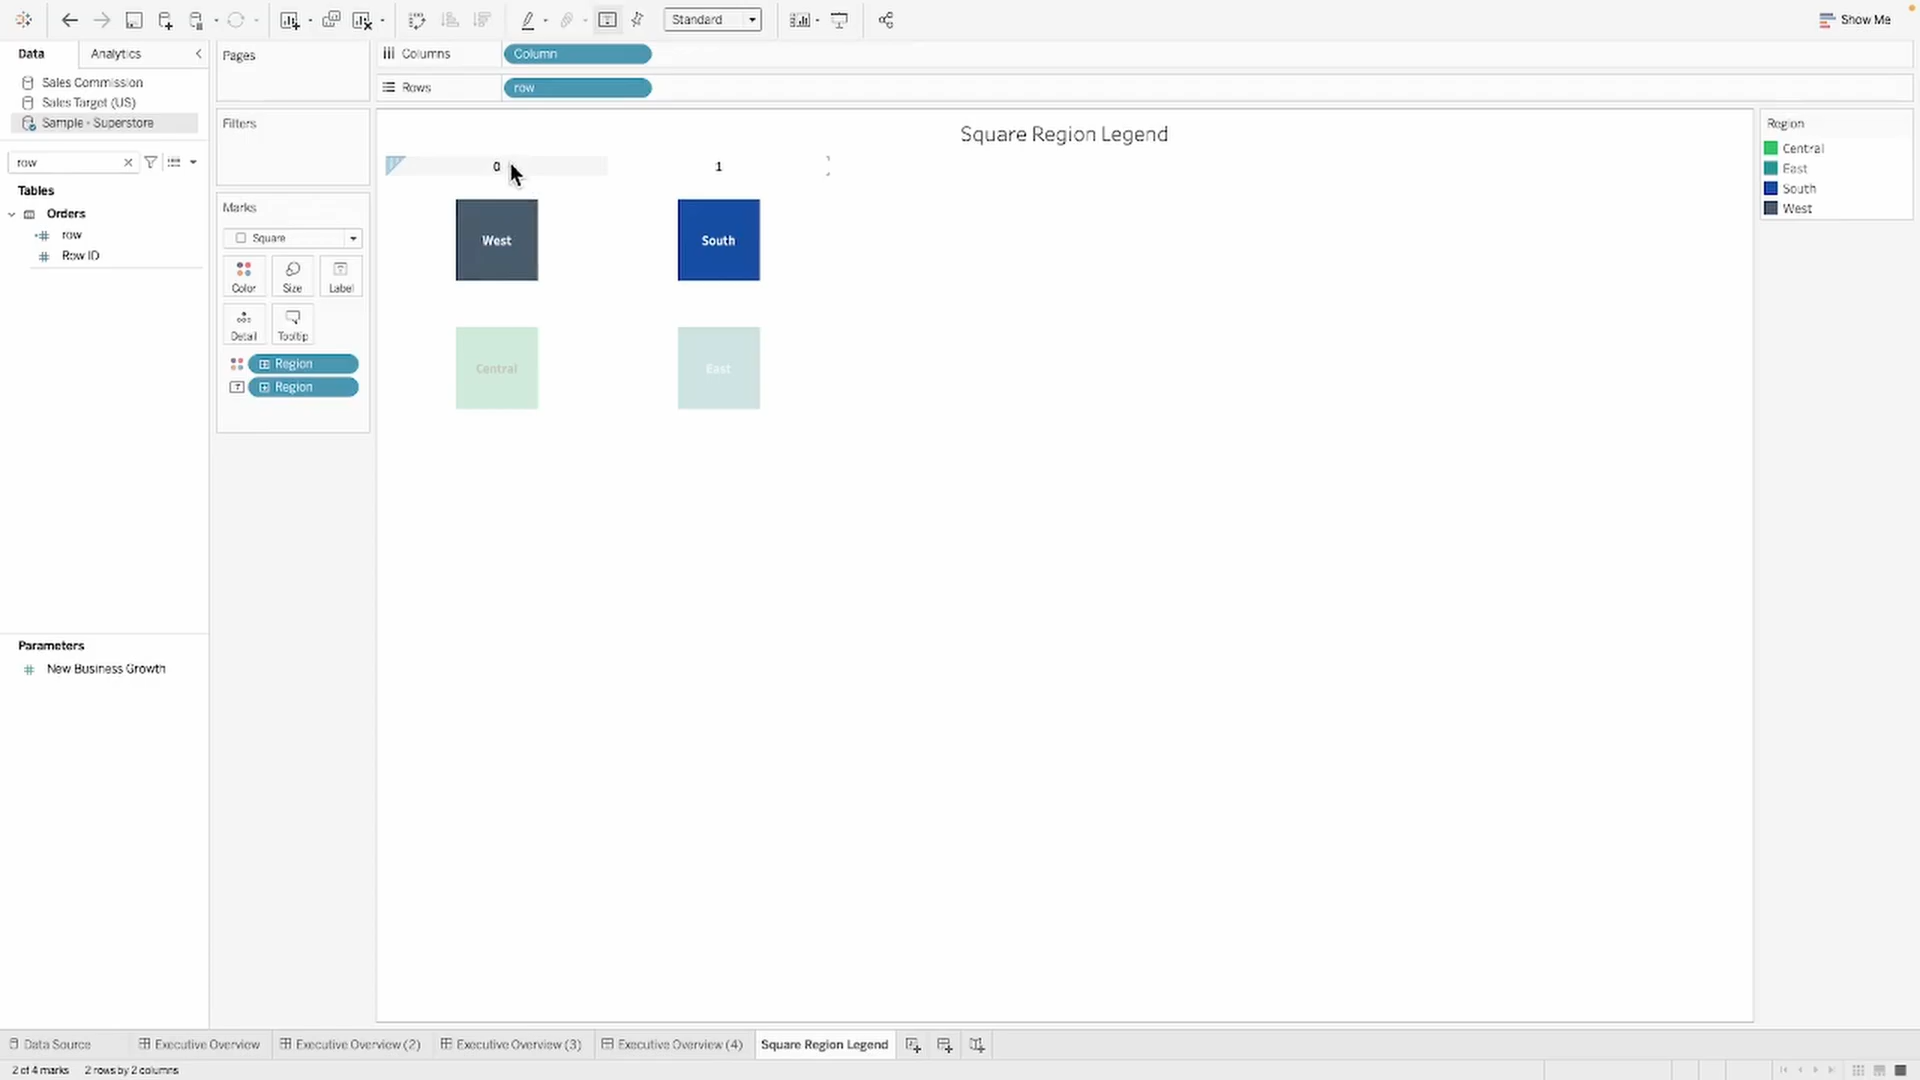 Standard
Show Me
Data
Analytics
Sales Commission
Sales Target (US)
Sample - Superstore
row
Tables
Orders
row
Row ID
Parameters
New Business Growth
Pages
Filters
Marks
Square
Color
Size
Label
Detail
Tooltip
Region
Region
Columns
Column
Rows
row
Square Region Legend
0
1
West
South
Central
East
Region
Central
East
South
West
Data Source
Executive Overview
Executive Overview (2)
Executive Overview (3)
Executive Overview (4)
Square Region Legend
2 of 4 marks
2 rows by 2 columns